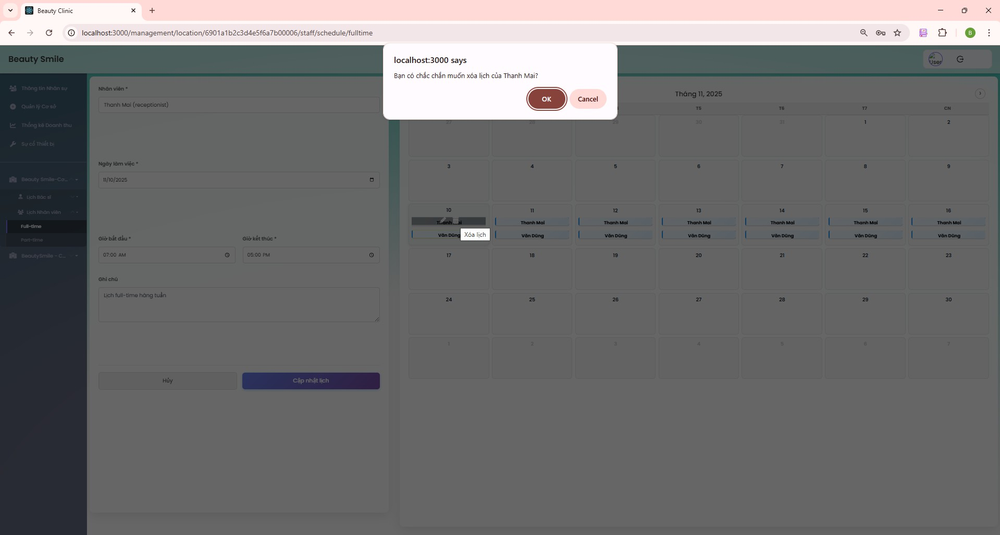 Beauty Clinic
localhost:3000/management/location/6901a1b2c3d4e5f6a7b00006/staff/schedule/fulltime
B
Beauty Smile
User
localhost:3000 says
Bạn có chắc chắn muốn xóa lịch của Thanh Mai?
OK
Cancel
Thông tin Nhân sự
Quản lý Cơ sở
Thống kê Doanh thu
Sự cố Thiết bị
Beauty Smile-Cơ...
Lịch Bác sĩ
Lịch Nhân viên
Full-time
Part-time
BeautySmile - C...
Nhân viên *
Thanh Mai (receptionist)
Ngày làm việc *
11/10/2025
Giờ bắt đầu *
Giờ kết thúc *
07:00 AM
05:00 PM
Ghi chú
Lịch full-time hàng tuần
Hủy
Cập nhật lịch
Tháng 11, 2025
T5 T6 T7 CN
27 28 29 30 31 1 2
3 4 5 6 7 8 9
10 11 12 13 14 15 16
Thanh Mai Thanh Mai Thanh Mai Thanh Mai Thanh Mai Thanh Mai Thanh Mai
Văn Dũng Văn Dũng Văn Dũng Văn Dũng Văn Dũng Văn Dũng Văn Dũng
Xóa lịch
17 18 19 20 21 22 23
24 25 26 27 28 29 30
1 2 3 4 5 6 7